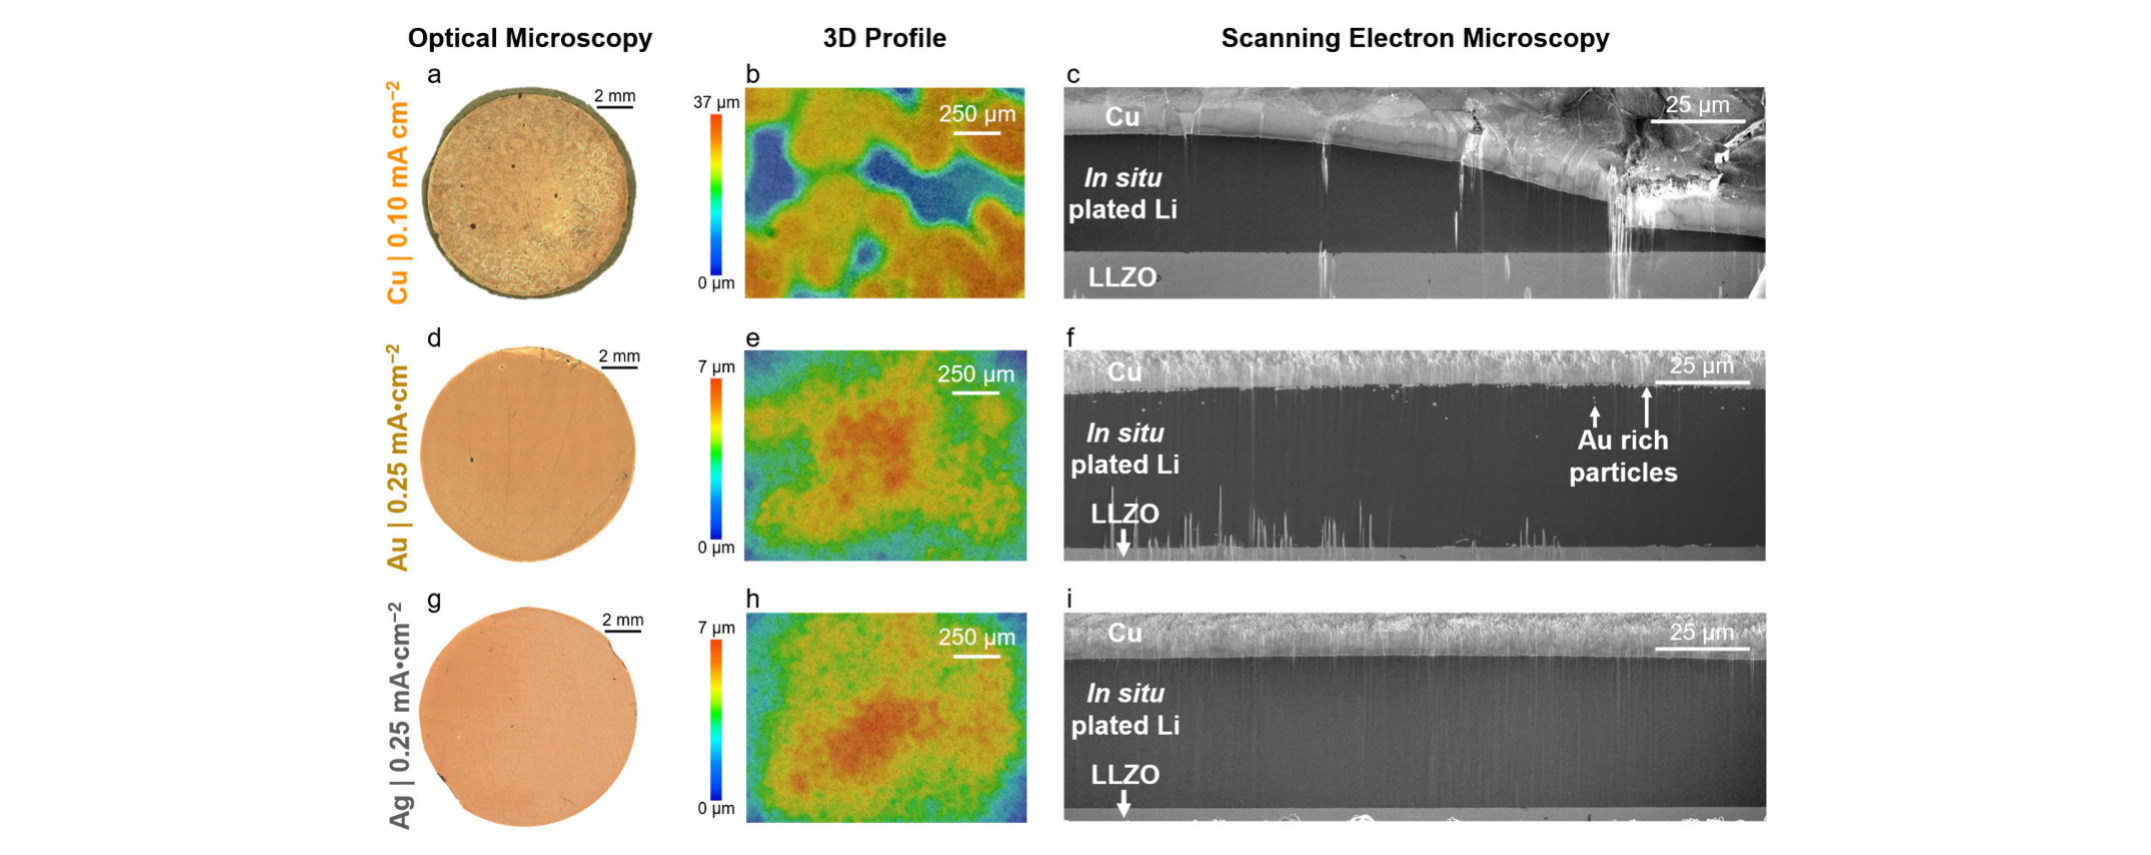 Optical Microscopy
3D Profile
Scanning Electron Microscopy
Cu | 0.10 mA cm⁻²
a
2 mm
b
37 µm
0 µm
250 µm
c
Cu
25 µm
In situ
plated Li
LLZO
Au | 0.25 mA•cm⁻²
d
2 mm
e
7 µm
0 µm
250 µm
f
Cu
25 µm
In situ
plated Li
Au rich
particles
LLZO
Ag | 0.25 mA•cm⁻²
g
2 mm
h
7 µm
0 µm
250 µm
i
Cu
25 µm
In situ
plated Li
LLZO